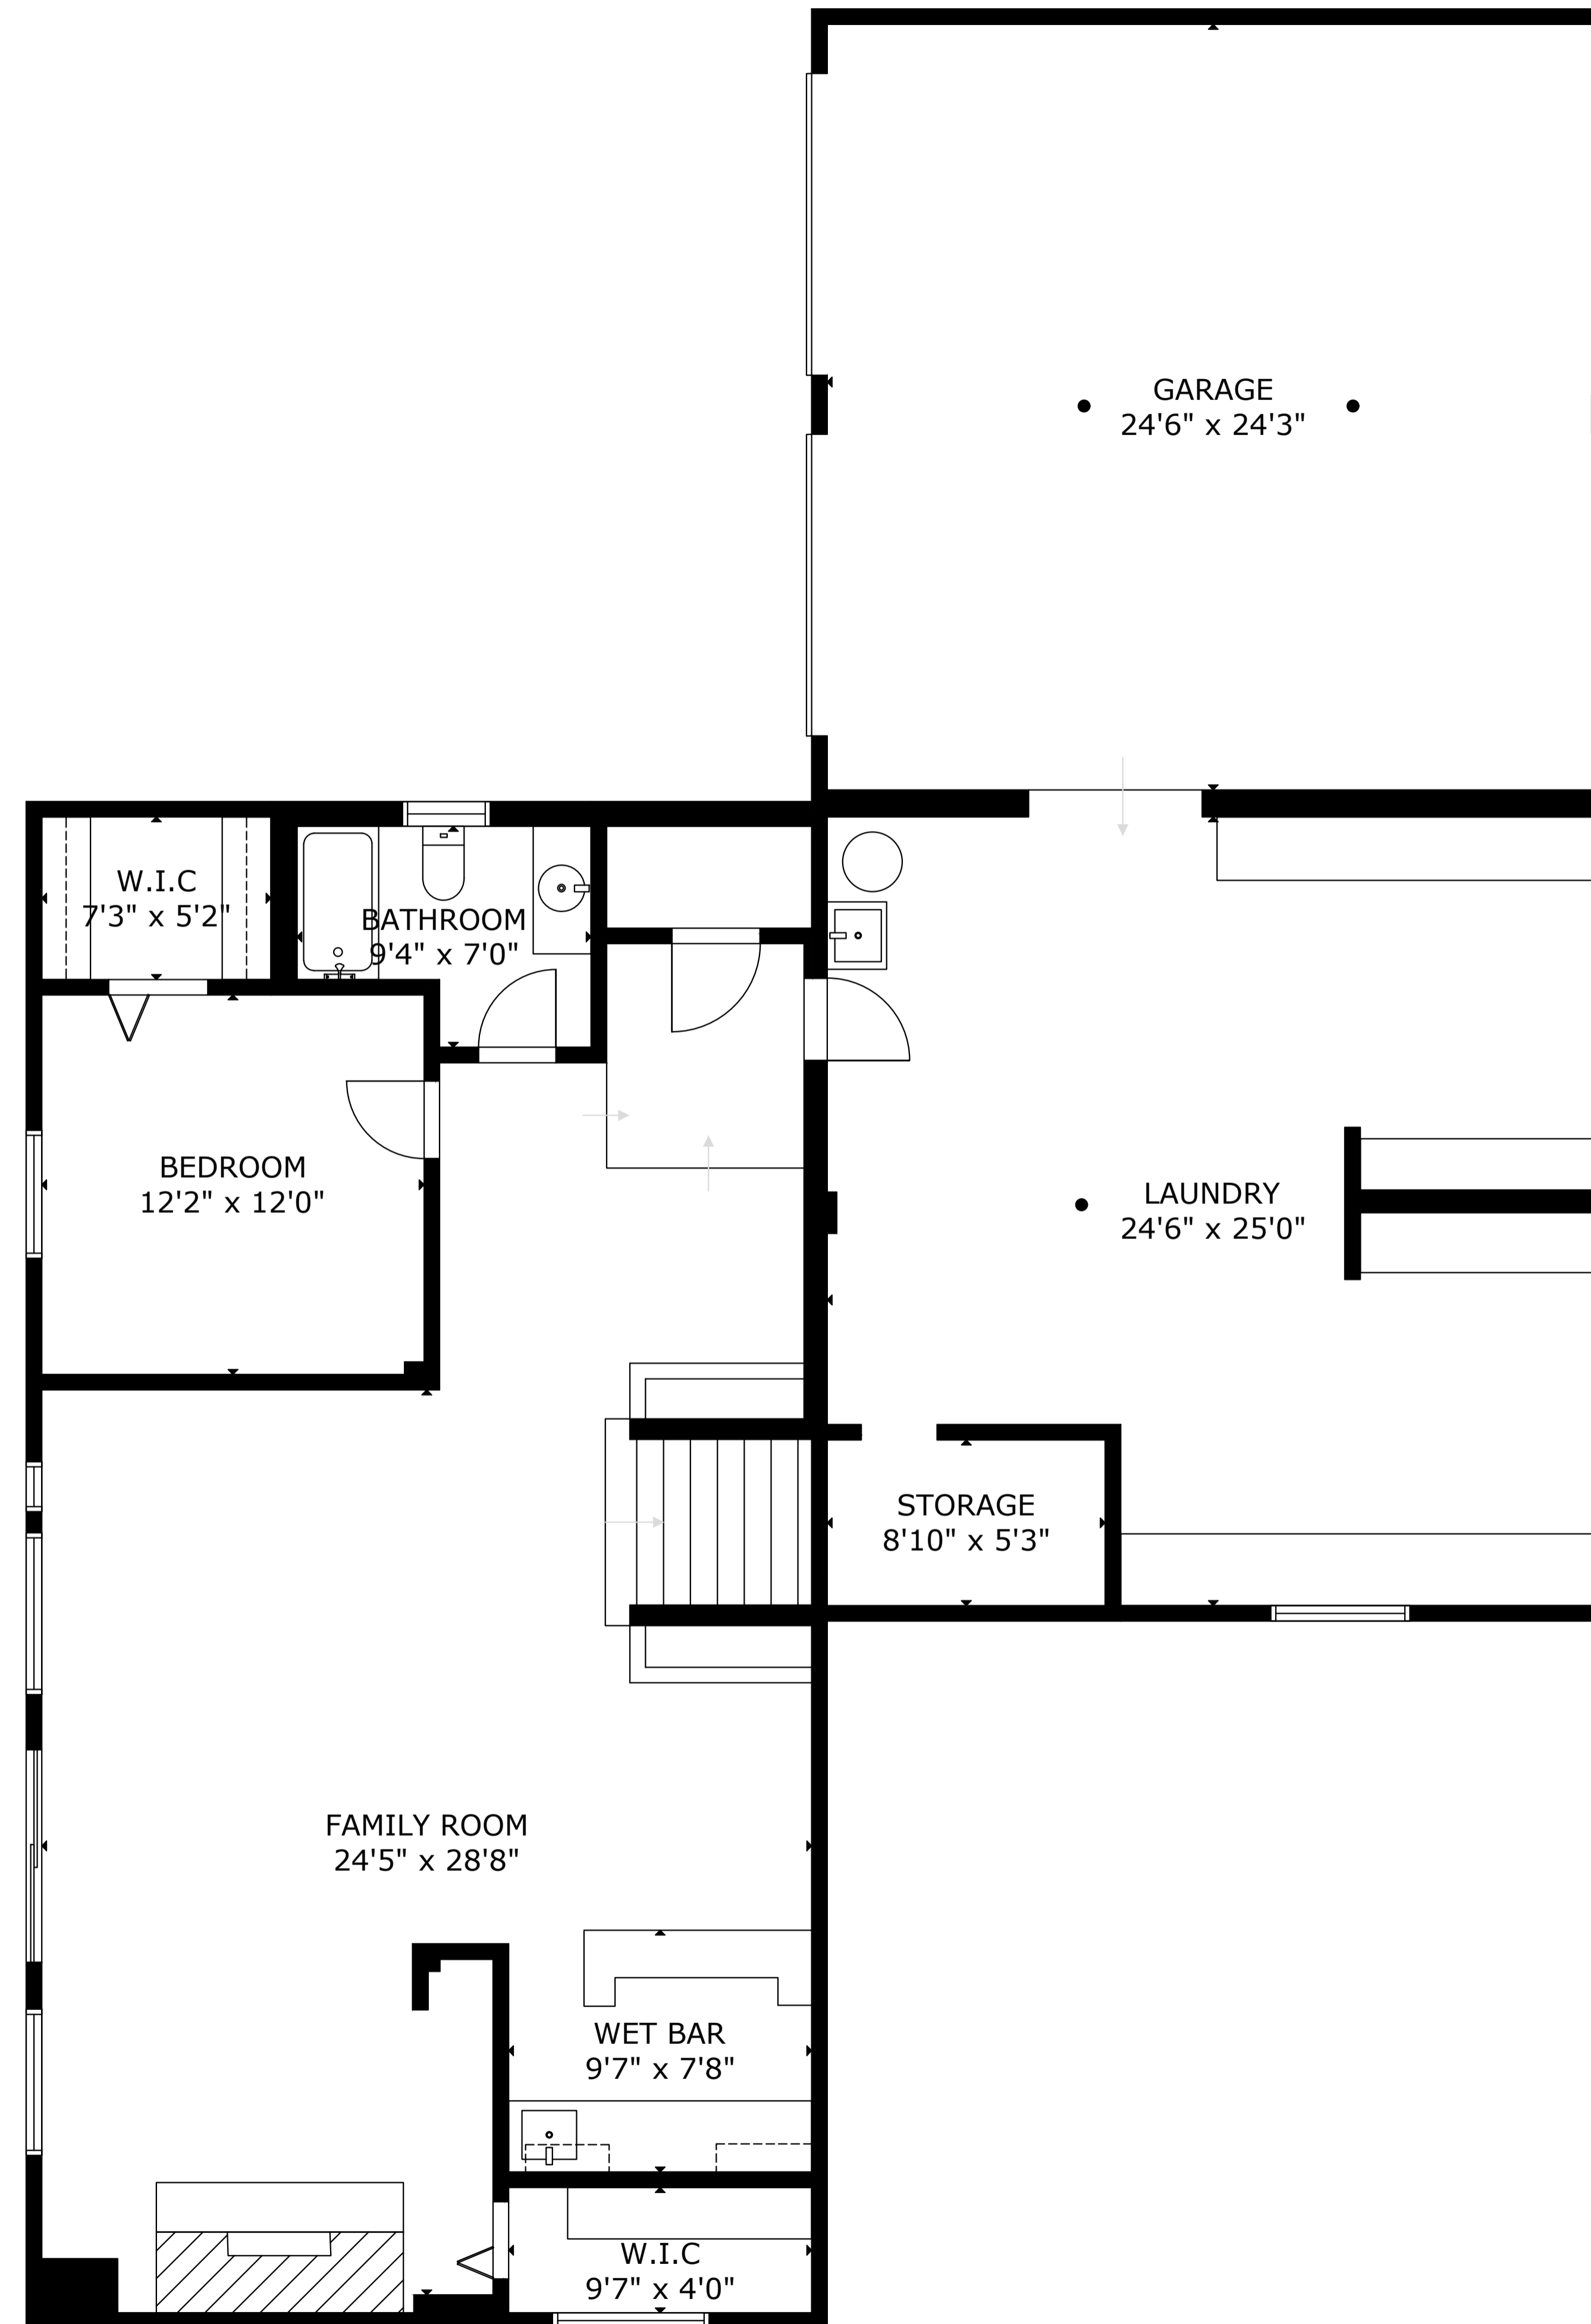 GARAGE
24'6" x 24'3"
W.I.C
7'3" x 5'2"
BATHROOM
9'4" x 7'0"
BEDROOM
12'2" x 12'0"
LAUNDRY
24'6" x 25'0"
STORAGE
8'10" x 5'3"
FAMILY ROOM
24'5" x 28'8"
WET BAR
9'7" x 7'8"
W.I.C
9'7" x 4'0"